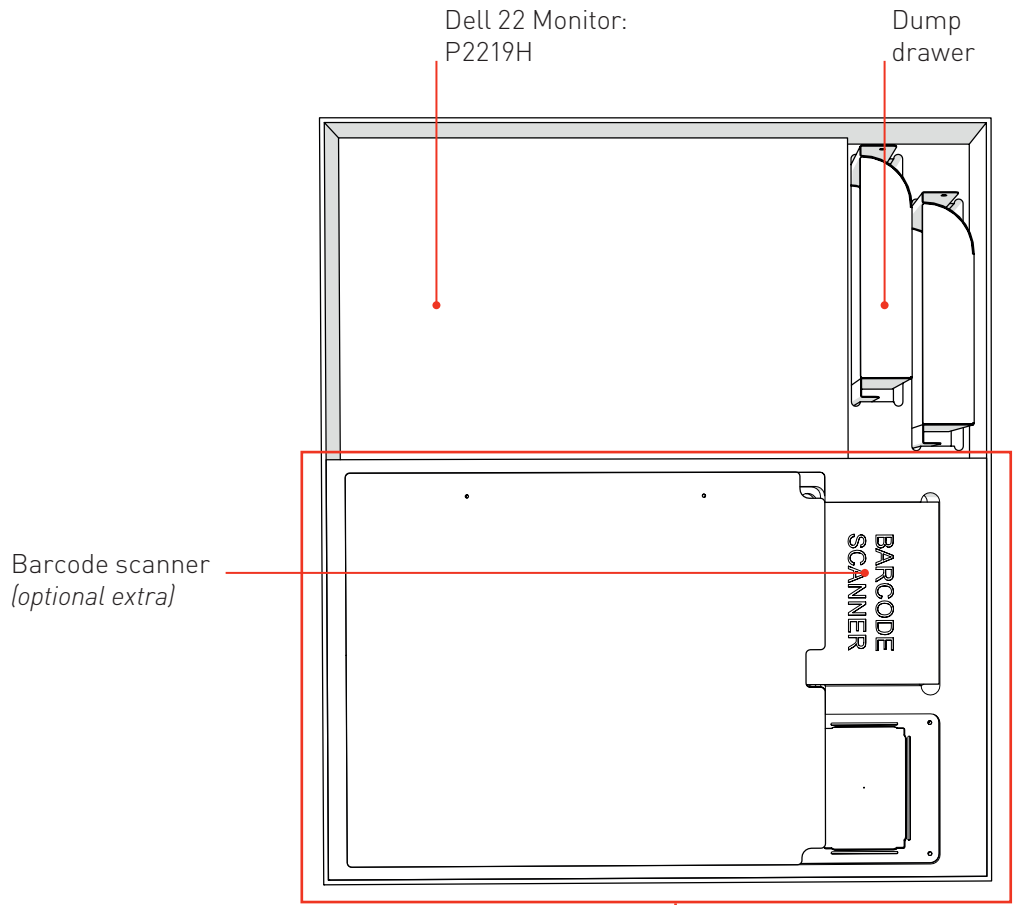 Dell 22 Monitor:
P2219H
Dump
drawer
Barcode scanner
(optional extra)
BARCODE
SCANNER